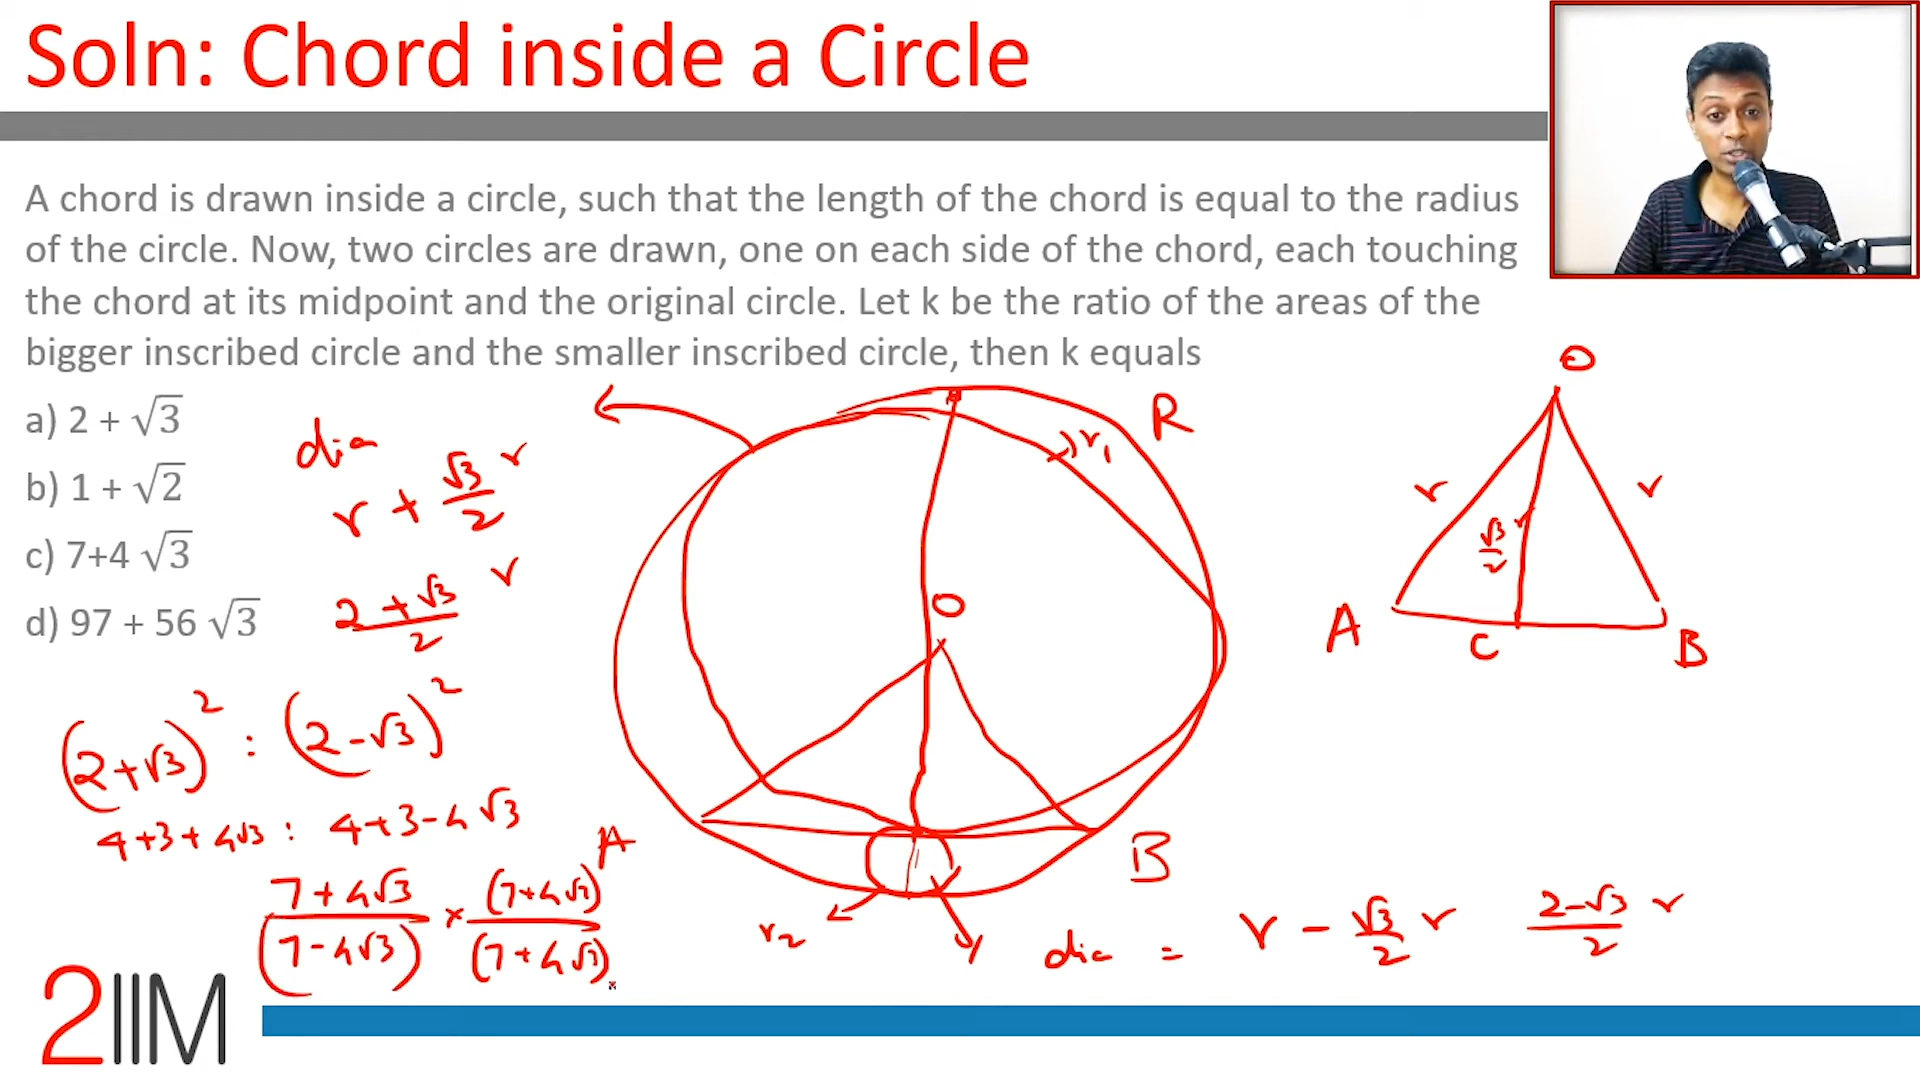 Soln: Chord inside a Circle
A chord is drawn inside a circle, such that the length of the chord is equal to the radius
of the circle. Now, two circles are drawn, one on each side of the chord, each touching
the chord at its midpoint and the original circle. Let k be the ratio of the areas of the
bigger inscribed circle and the smaller inscribed circle, then k equals
a) 2 + √3
b) 1 + √2
c) 7+4 √3
d) 97 + 56 √3
dia
r + √3/2 r
2 + √3/2 r
(2+√3)² : (2-√3)²
4+3+4√3 : 4+3-4√3
7+4√3/(7-4√3) × (7+4√3)/(7+4√3)
R
r₁
O
A
B
r₂
dia = r - √3/2 r
2-√3/2 r
O
r
r
√3/2 r
A
C
B
2IIM